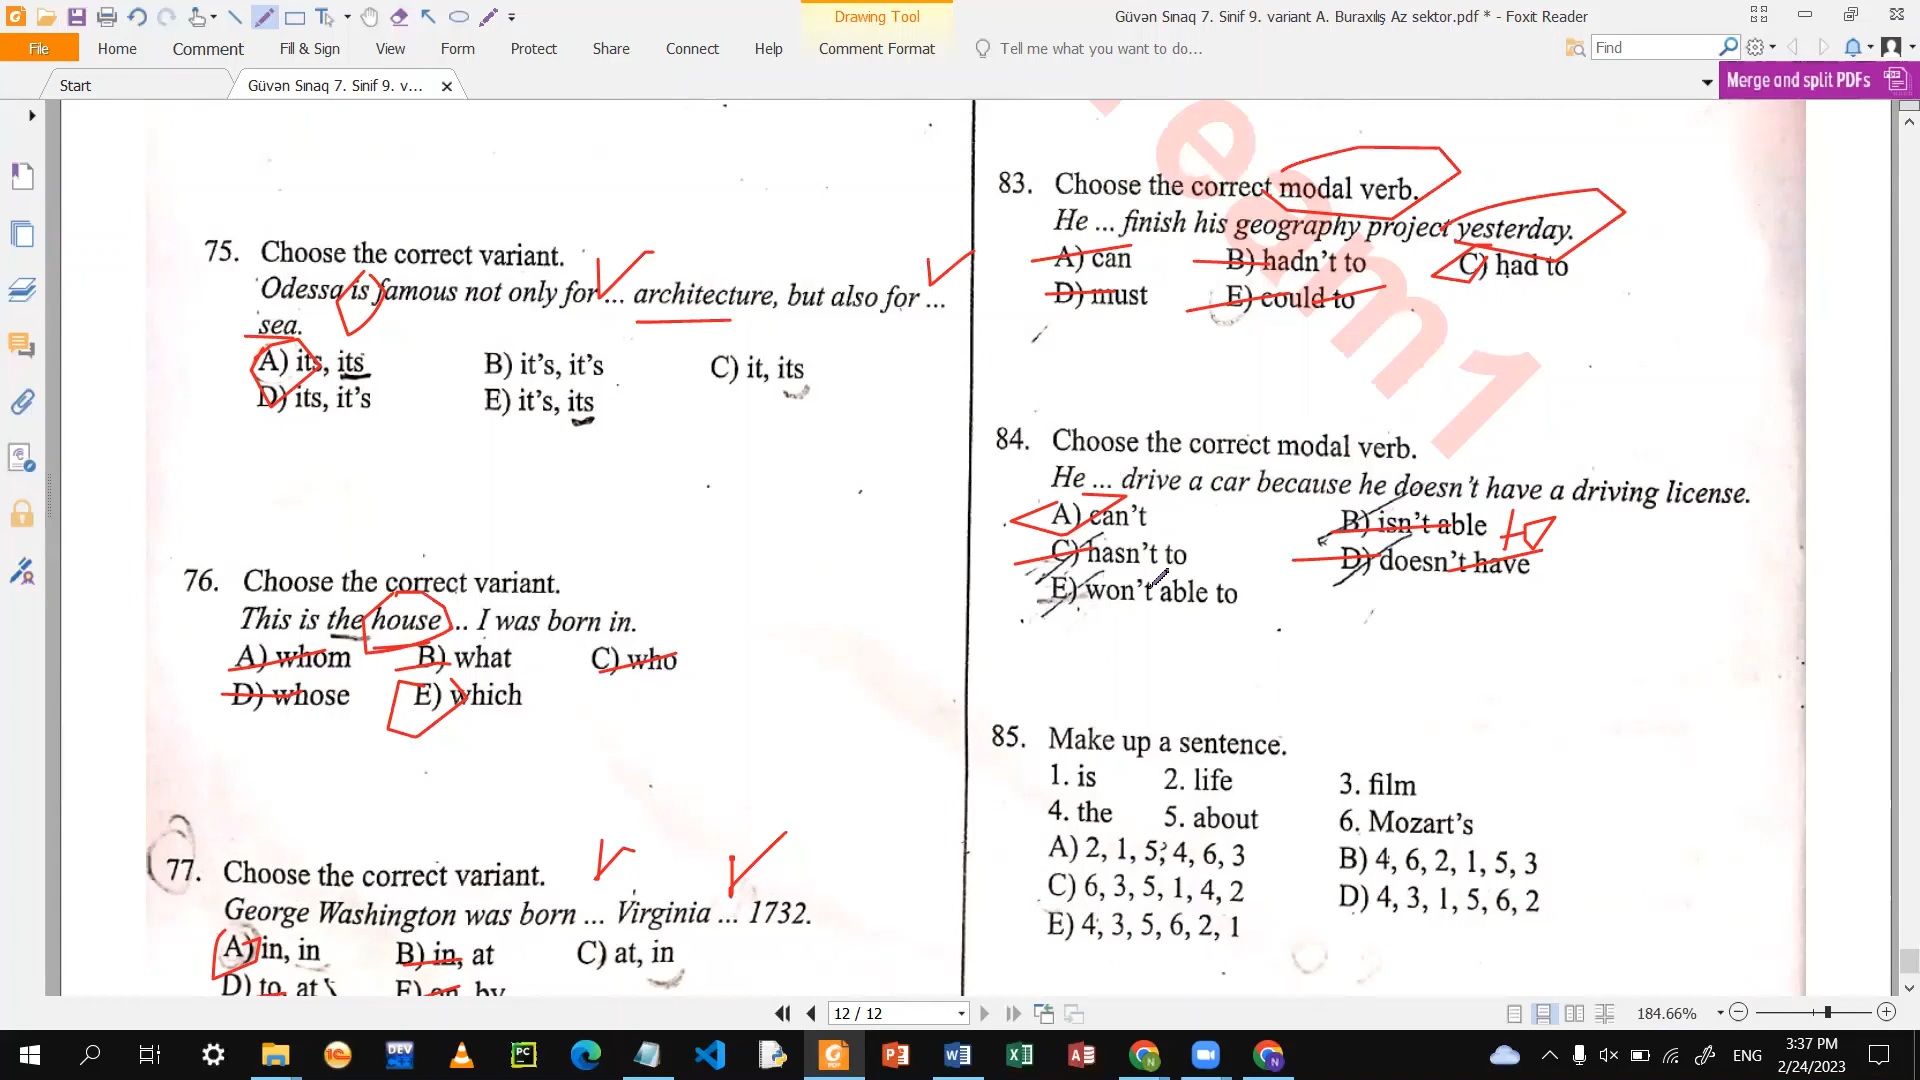 Drawing Tool
Güvən Sınaq 7. Sinif 9. variant A. Buraxılış Az sektor.pdf * - Foxit Reader
File Home Comment Fill & Sign View Form Protect Share Connect Help Comment Format Tell me what you want to do... Find
Start Güvən Sınaq 7. Sinif 9. v... Merge and split PDFs
75. Choose the correct variant.
Odessa is famous not only for ... architecture, but also for ...
sea.
A) its, its B) it's, it's C) it, its
D) its, it's E) it's, its
76. Choose the correct variant.
This is the house ... I was born in.
A) whom B) what C) who
D) whose E) which
77. Choose the correct variant.
George Washington was born ... Virginia ... 1732.
A) in, in B) in, at C) at, in
D) to, at E) on, by
83. Choose the correct modal verb.
He ... finish his geography project yesterday.
A) can B) hadn't to C) had to
D) must E) could to
84. Choose the correct modal verb.
He ... drive a car because he doesn't have a driving license.
A) can't B) isn't able to
C) hasn't to D) doesn't have
E) won't able to
85. Make up a sentence.
1. is 2. life 3. film
4. the 5. about 6. Mozart's
A) 2, 1, 5, 4, 6, 3 B) 4, 6, 2, 1, 5, 3
C) 6, 3, 5, 1, 4, 2 D) 4, 3, 1, 5, 6, 2
E) 4, 3, 5, 6, 2, 1
eam1
12 / 12 184.66%
ENG 3:37 PM
2/24/2023